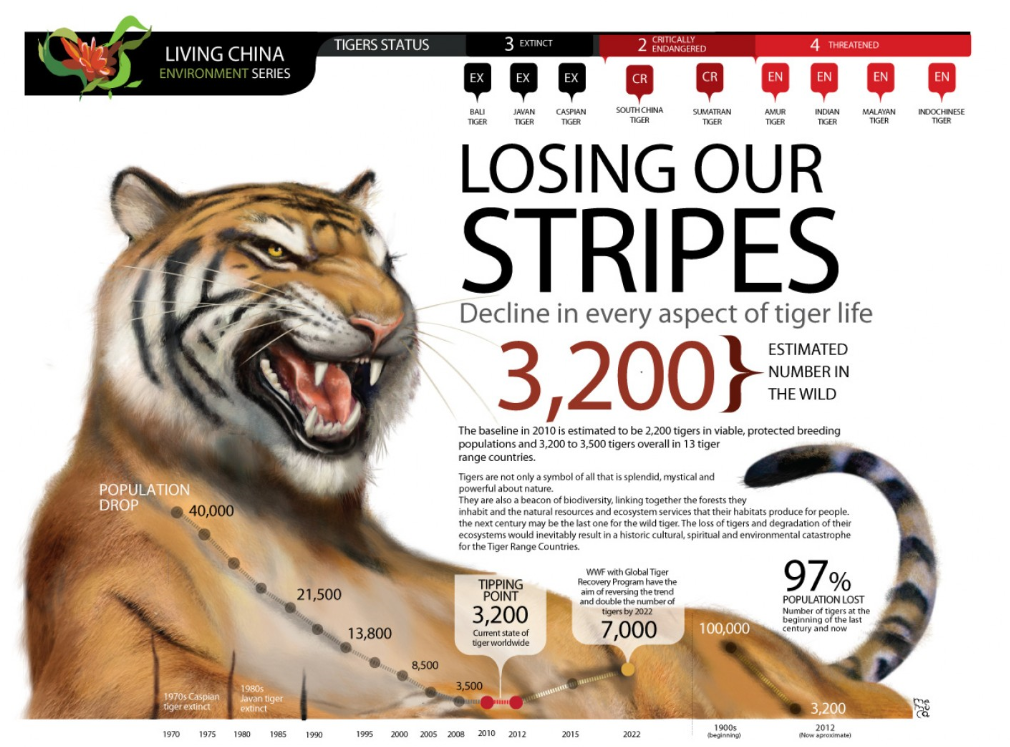 LIVING CHINA
ENVIRONMENT SERIES
TIGERS STATUS
3 EXTINCT
2 CRITICALLY
ENDANGERED
4 THREATENED
EX
EX
EX
CR
CR
EN
EN
EN
EN
BALI
TIGER
JAVAN
TIGER
CASPIAN
TIGER
SOUTH CHINA
TIGER
SUMATRAN
TIGER
AMUR
TIGER
INDIAN
TIGER
MALAYAN
TIGER
INDOCHINESE
TIGER
LOSING OUR
STRIPES
Decline in every aspect of tiger life
3,200
ESTIMATED
NUMBER IN
THE WILD
The baseline in 2010 is estimated to be 2,200 tigers in viable, protected breeding
populations and 3,200 to 3,500 tigers overall in 13 tiger
range countries.
Tigers are not only a symbol of all that is splendid, mystical and
powerful about nature.
They are also a beacon of biodiversity, linking together the forests they
inhabit and the natural resources and ecosystem services that their habitats produce for people.
the next century may be the last one for the wild tiger. The loss of tigers and degradation of their
ecosystems would inevitably result in a historic cultural, spiritual and environmental catastrophe
for the Tiger Range Countries.
POPULATION
DROP
40,000
21,500
13,800
8,500
3,500
TIPPING
POINT
3,200
Current state of
tiger worldwide
WWF with Global Tiger
Recovery Program have the
aim of reversing the trend
and double the number of
tigers by 2022
7,000
97%
POPULATION LOST
Number of tigers at the
beginning of the last
century and now
100,000
3,200
1970s Caspian
tiger extinct
1980s
Javan tiger
extinct
1970
1975
1980
1985
1990
1995
2000
2005
2008
2010
2012
2015
2022
1900s
(beginning)
2012
(Now aproximate)